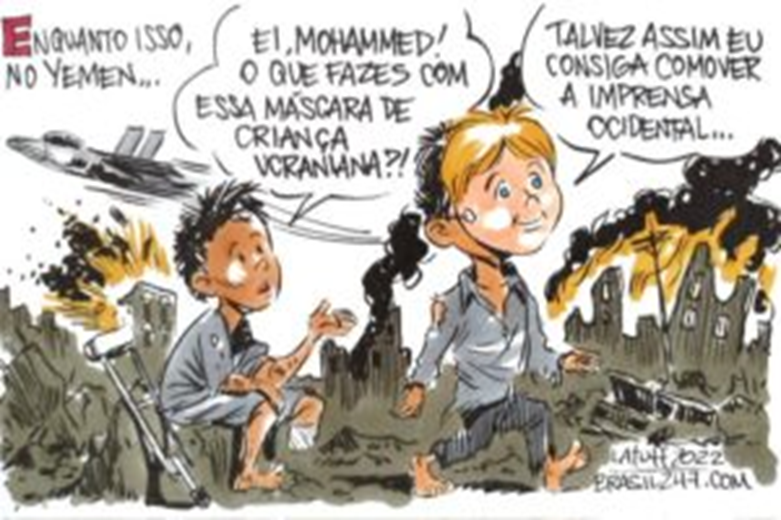 ENQUANTO ISSO,
NO YEMEN...
EI, MOHAMMED!
O QUE FAZES COM
ESSA MÁSCARA DE
CRIANÇA
UCRANIANA?!
TALVEZ ASSIM EU
CONSIGA COMOVER
A IMPRENSA
OCIDENTAL...
LATUFF 2022
BRASIL247.COM